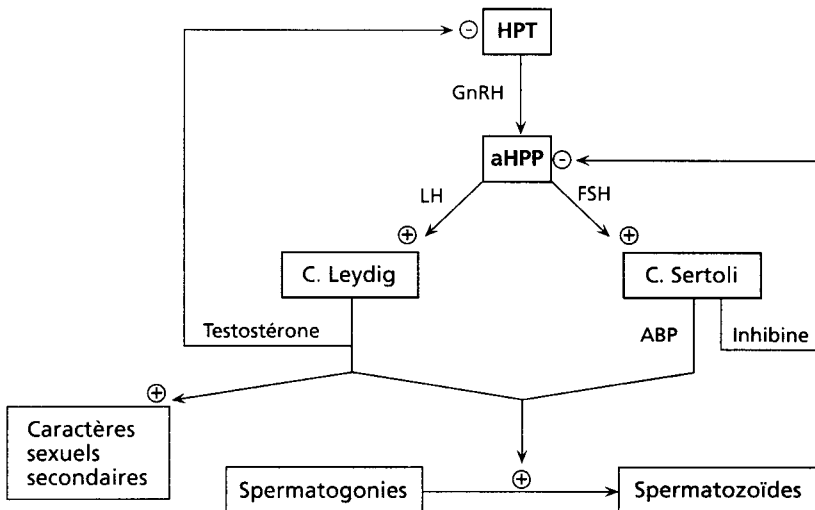 ⊖ HPT
GnRH
aHPP ⊖
LH FSH
⊕ ⊕
C. Leydig C. Sertoli
Testostérone ABP Inhibine
⊕
Caractères
sexuels
secondaires
⊕
Spermatogonies Spermatozoïdes